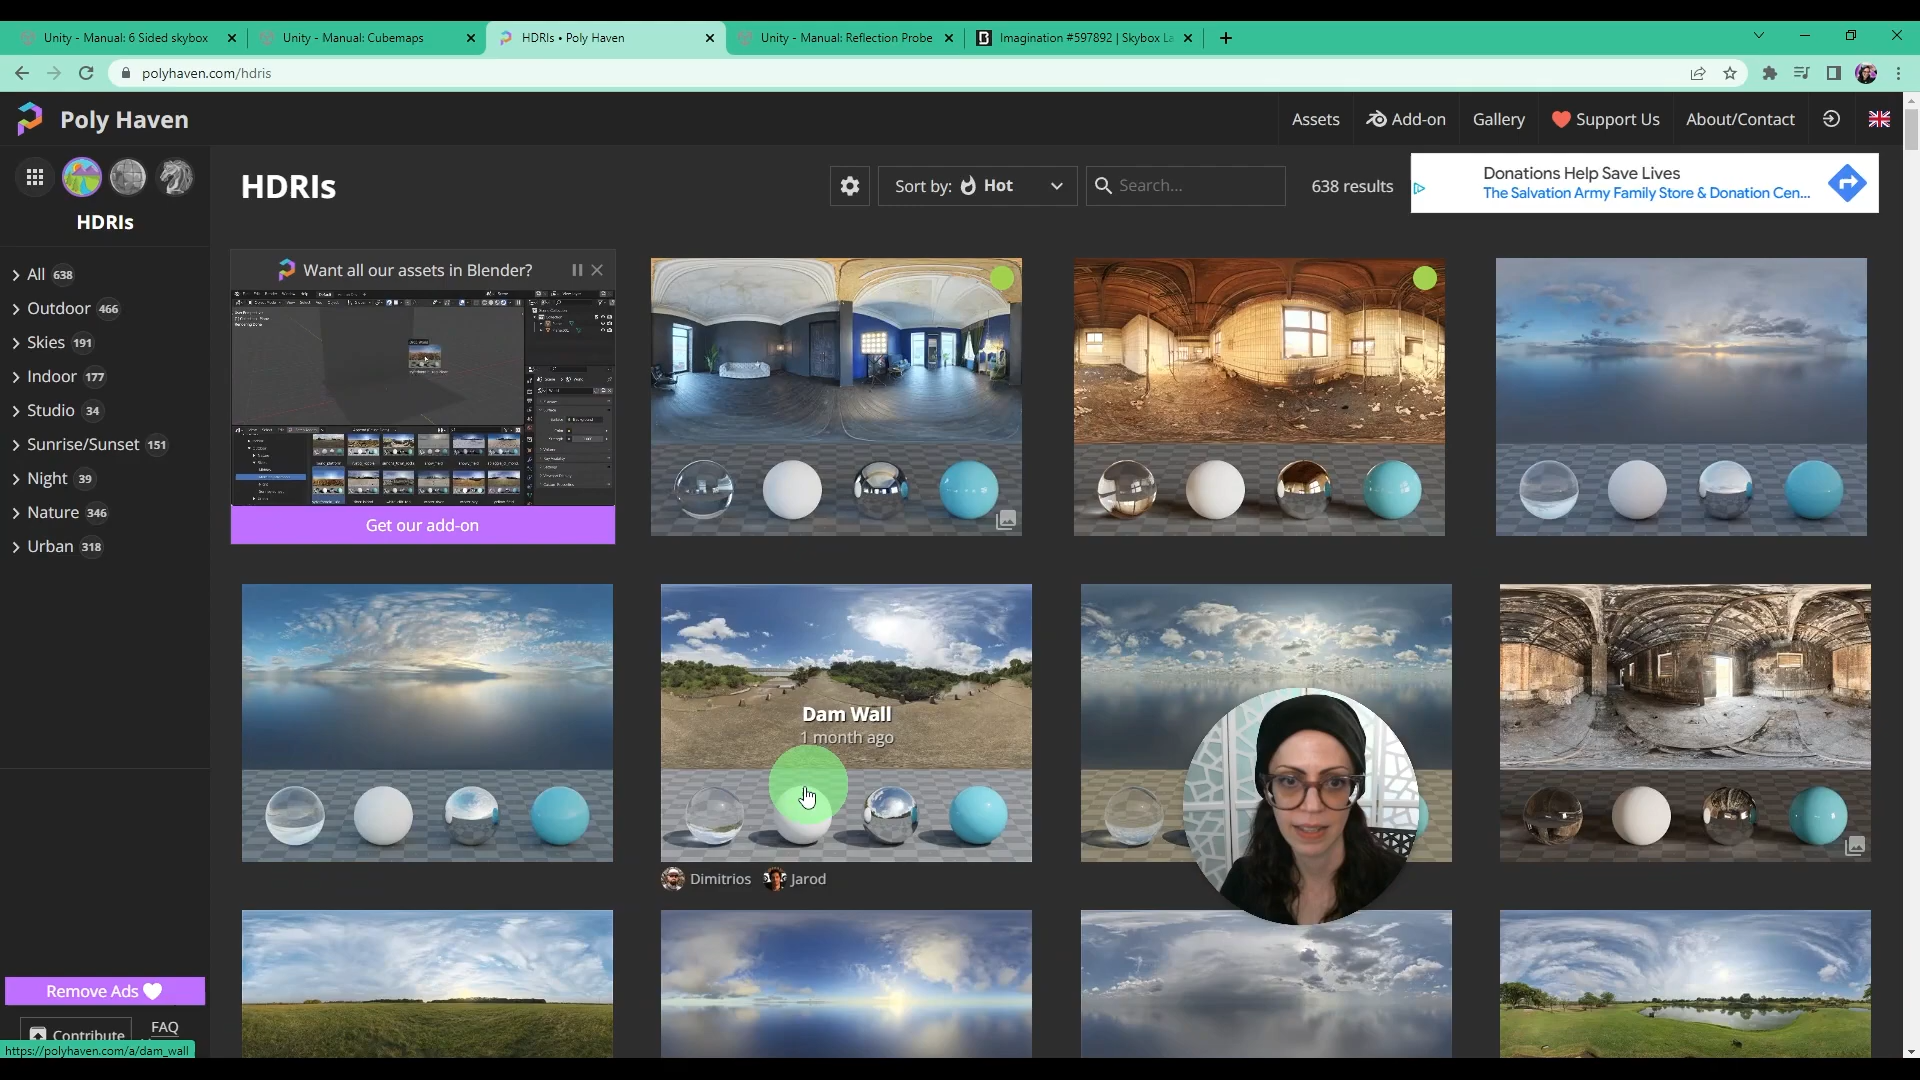 Unity - Manual: 6 Sided skybox
Unity - Manual: Cubemaps
HDRIs • Poly Haven
Unity - Manual: Reflection Probe
Imagination #597892 | Skybox La
polyhaven.com/hdris
Poly Haven
Assets
Add-on
Gallery
Support Us
About/Contact
HDRIs
HDRIs
Sort by: Hot
Search...
638 results
Donations Help Save Lives
The Salvation Army Family Store & Donation Cen...
All 638
Outdoor 466
Skies 191
Indoor 177
Studio 34
Sunrise/Sunset 151
Night 39
Nature 346
Urban 318
Want all our assets in Blender?
Get our add-on
Dam Wall
1 month ago
Dimitrios
Jarod
Remove Ads
Contribute
FAQ
https://polyhaven.com/a/dam_wall